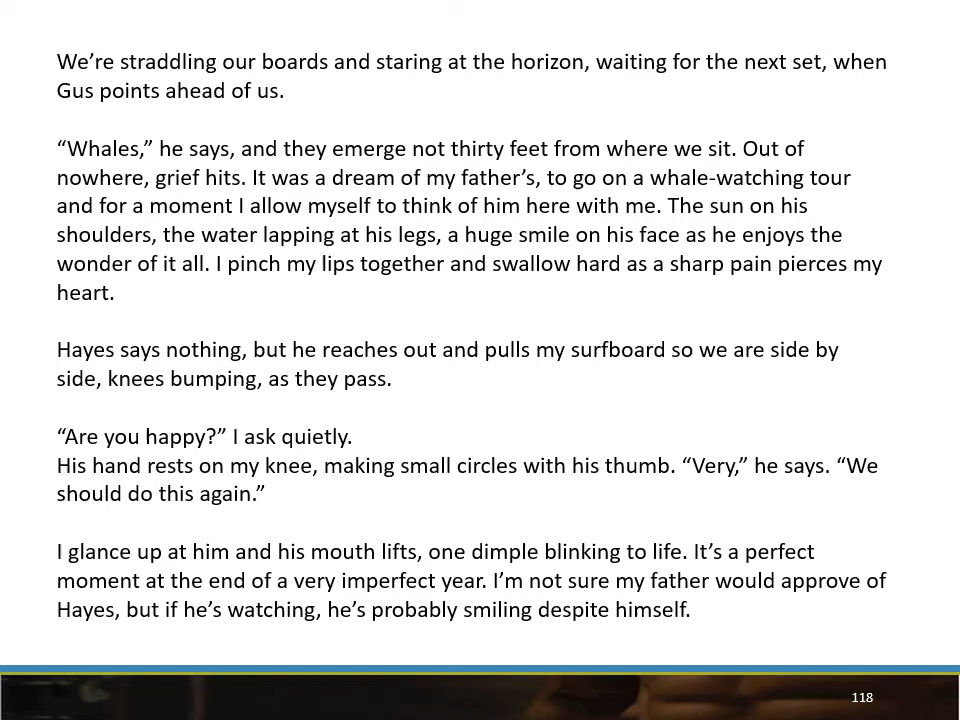 We’re straddling our boards and staring at the horizon, waiting for the next set, when
Gus points ahead of us.
“Whales,” he says, and they emerge not thirty feet from where we sit. Out of
nowhere, grief hits. It was a dream of my father’s, to go on a whale-watching tour
and for a moment I allow myself to think of him here with me. The sun on his
shoulders, the water lapping at his legs, a huge smile on his face as he enjoys the
wonder of it all. I pinch my lips together and swallow hard as a sharp pain pierces my
heart.
Hayes says nothing, but he reaches out and pulls my surfboard so we are side by
side, knees bumping, as they pass.
“Are you happy?” I ask quietly.
His hand rests on my knee, making small circles with his thumb. “Very,” he says. “We
should do this again.”
I glance up at him and his mouth lifts, one dimple blinking to life. It’s a perfect
moment at the end of a very imperfect year. I’m not sure my father would approve of
Hayes, but if he’s watching, he’s probably smiling despite himself.
118